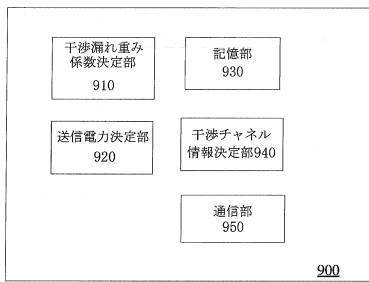 干渉漏れ重み
係数決定部
910
記憶部
930
送信電力決定部
920
干渉チャネル
情報決定部940
通信部
950
900